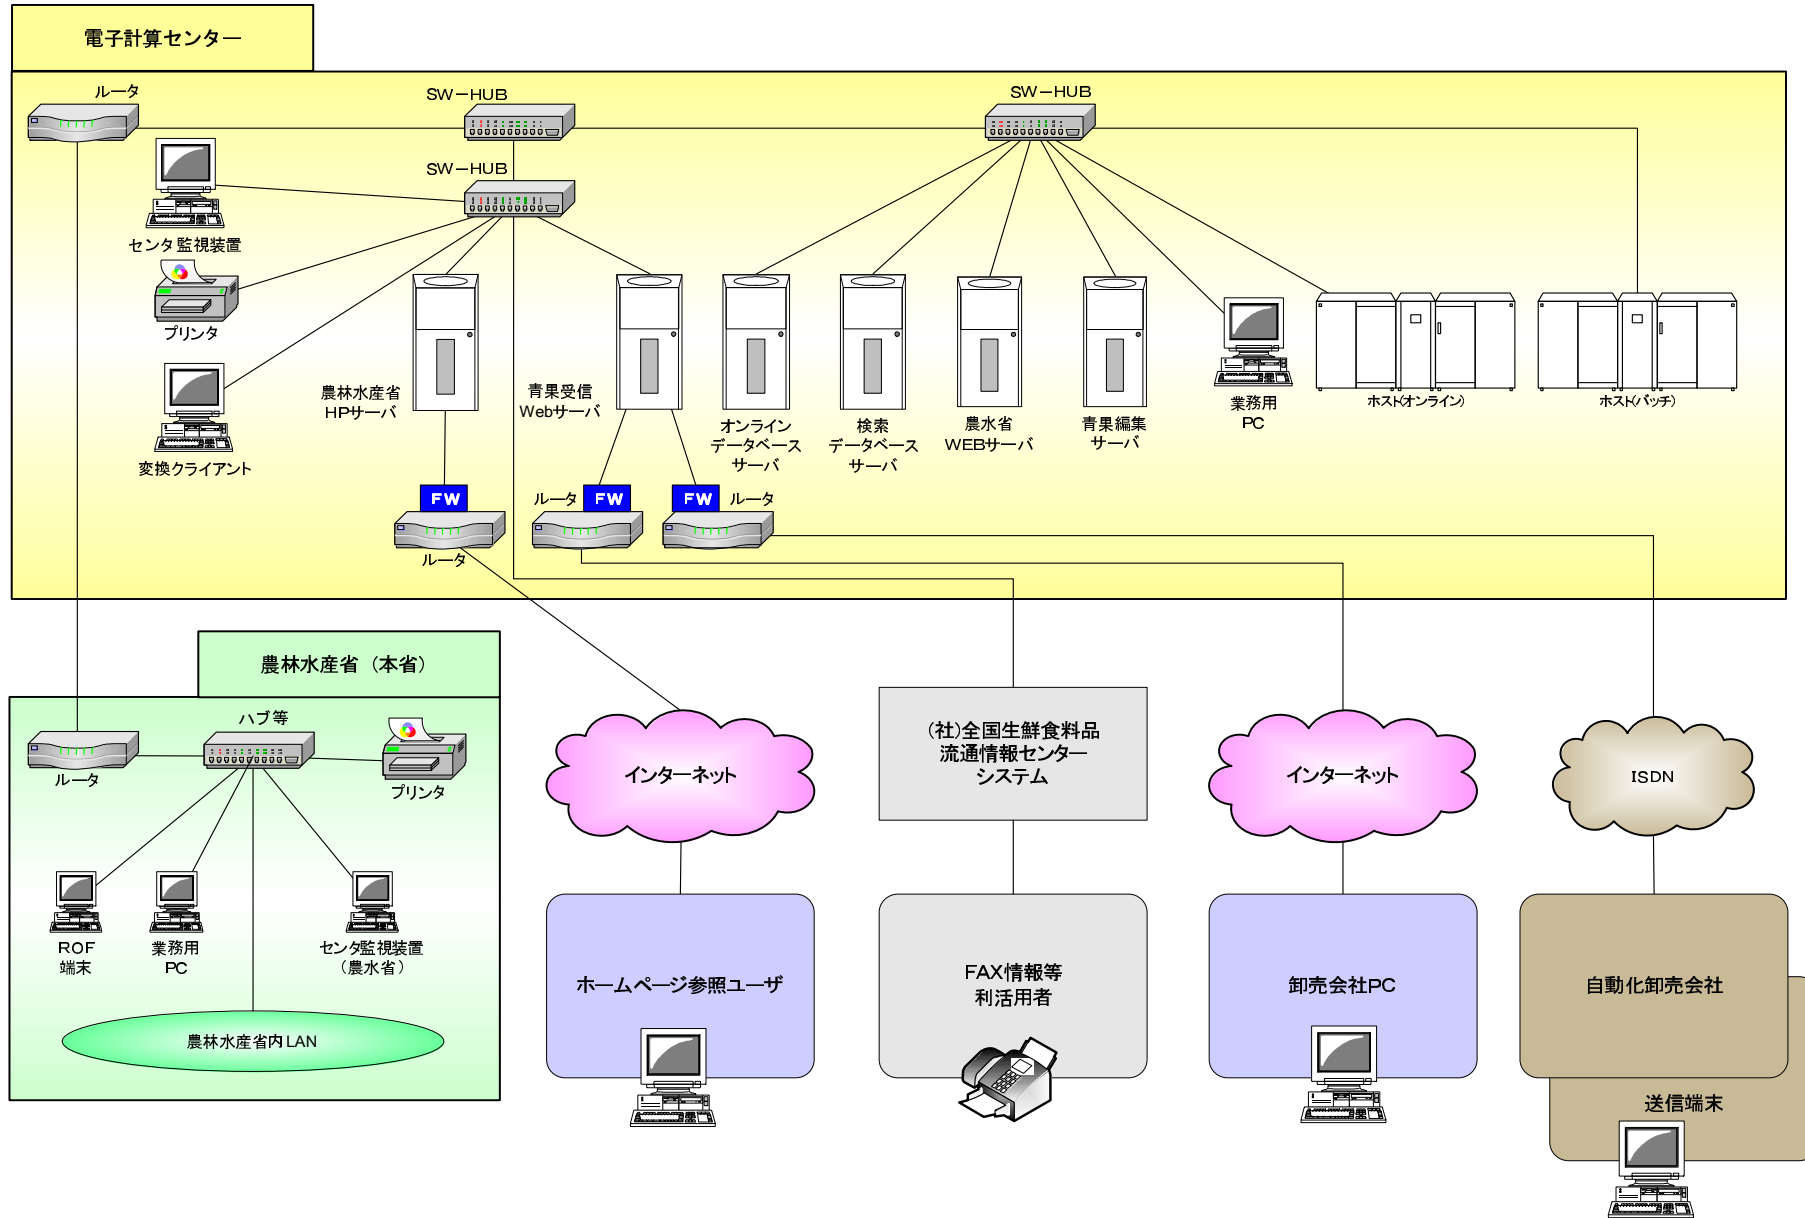 電子計算センター
ルータ
SW－HUB
SW－HUB
SW－HUB
センタ監視装置
プリンタ
変換クライアント
農林水産省
HPサーバ
青果受信
Webサーバ
オンライン
データベース
サーバ
検索
データベース
サーバ
農水省
WEBサーバ
青果編集
サーバ
業務用
PC
ホスト(オンライン)
ホスト(バッチ)
FW
ルータ
ルータ
FW
FW
ルータ
農林水産省（本省）
ハブ等
ルータ
プリンタ
ROF
端末
業務用
PC
センタ監視装置
（農水省）
農林水産省内LAN
インターネット
(社)全国生鮮食料品
流通情報センター
システム
インターネット
ISDN
ホームページ参照ユーザ
FAX情報等
利活用者
卸売会社PC
自動化卸売会社
送信端末